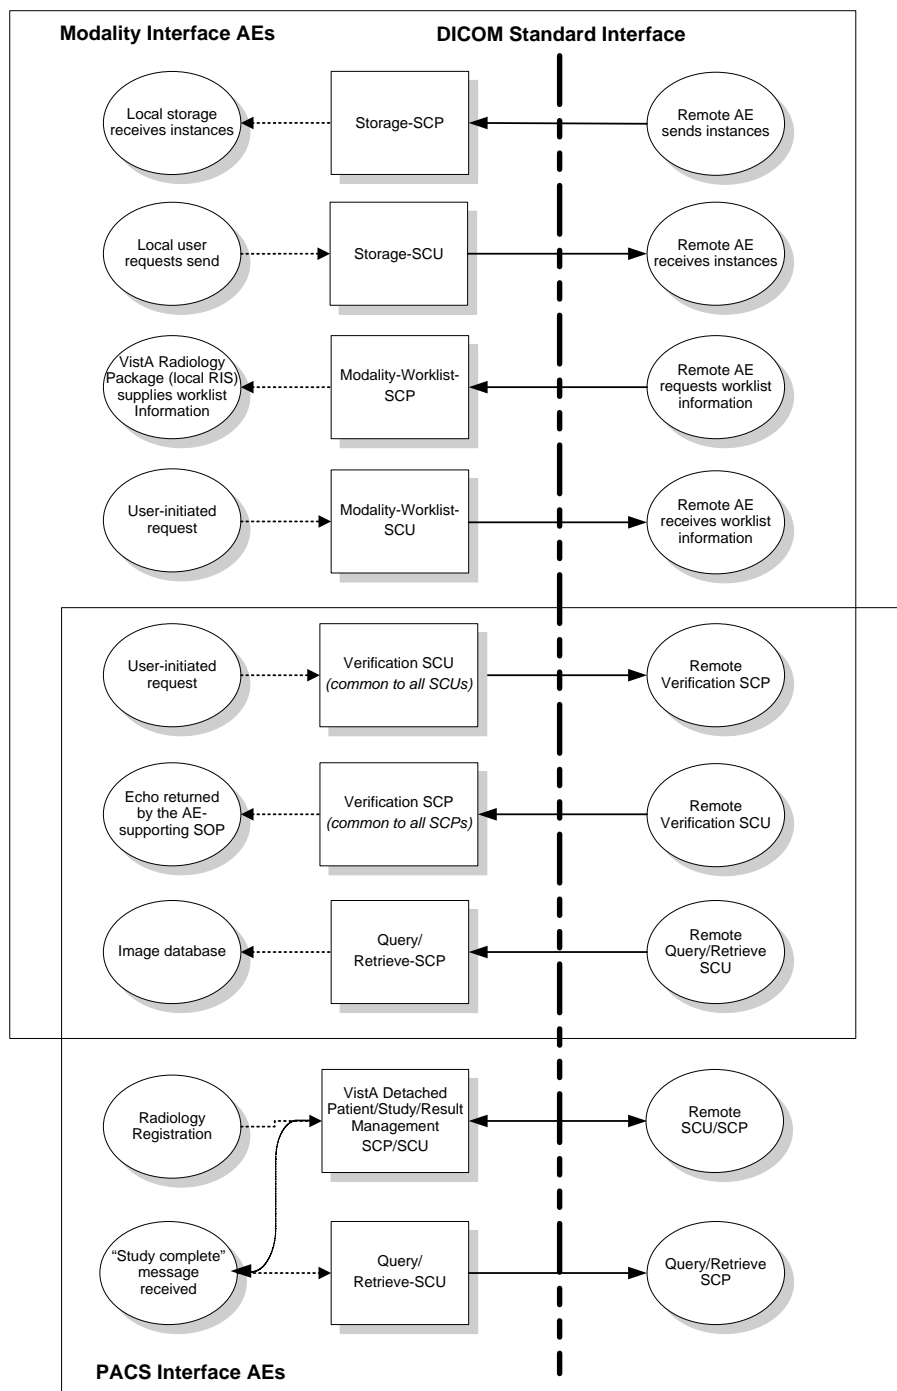 Modality Interface AEs
DICOM Standard Interface
Local storage
receives instances
Storage-SCP
Remote AE
sends instances
Local user
requests send
Storage-SCU
Remote AE
receives instances
VistA Radiology
Package (local RIS)
supplies worklist
Information
Modality-Worklist-
SCP
Remote AE
requests worklist
information
User-initiated
request
Modality-Worklist-
SCU
Remote AE
receives worklist
information
User-initiated
request
Verification SCU
(common to all SCUs)
Remote
Verification SCP
Echo returned
by the AE-
supporting SOP
Verification SCP
(common to all SCPs)
Remote
Verification SCU
Image database
Query/
Retrieve-SCP
Remote
Query/Retrieve
SCU
Radiology
Registration
VistA Detached
Patient/Study/Result
Management
SCP/SCU
Remote
SCU/SCP
“Study complete”
message
received
Query/
Retrieve-SCU
Query/Retrieve
SCP
PACS Interface AEs